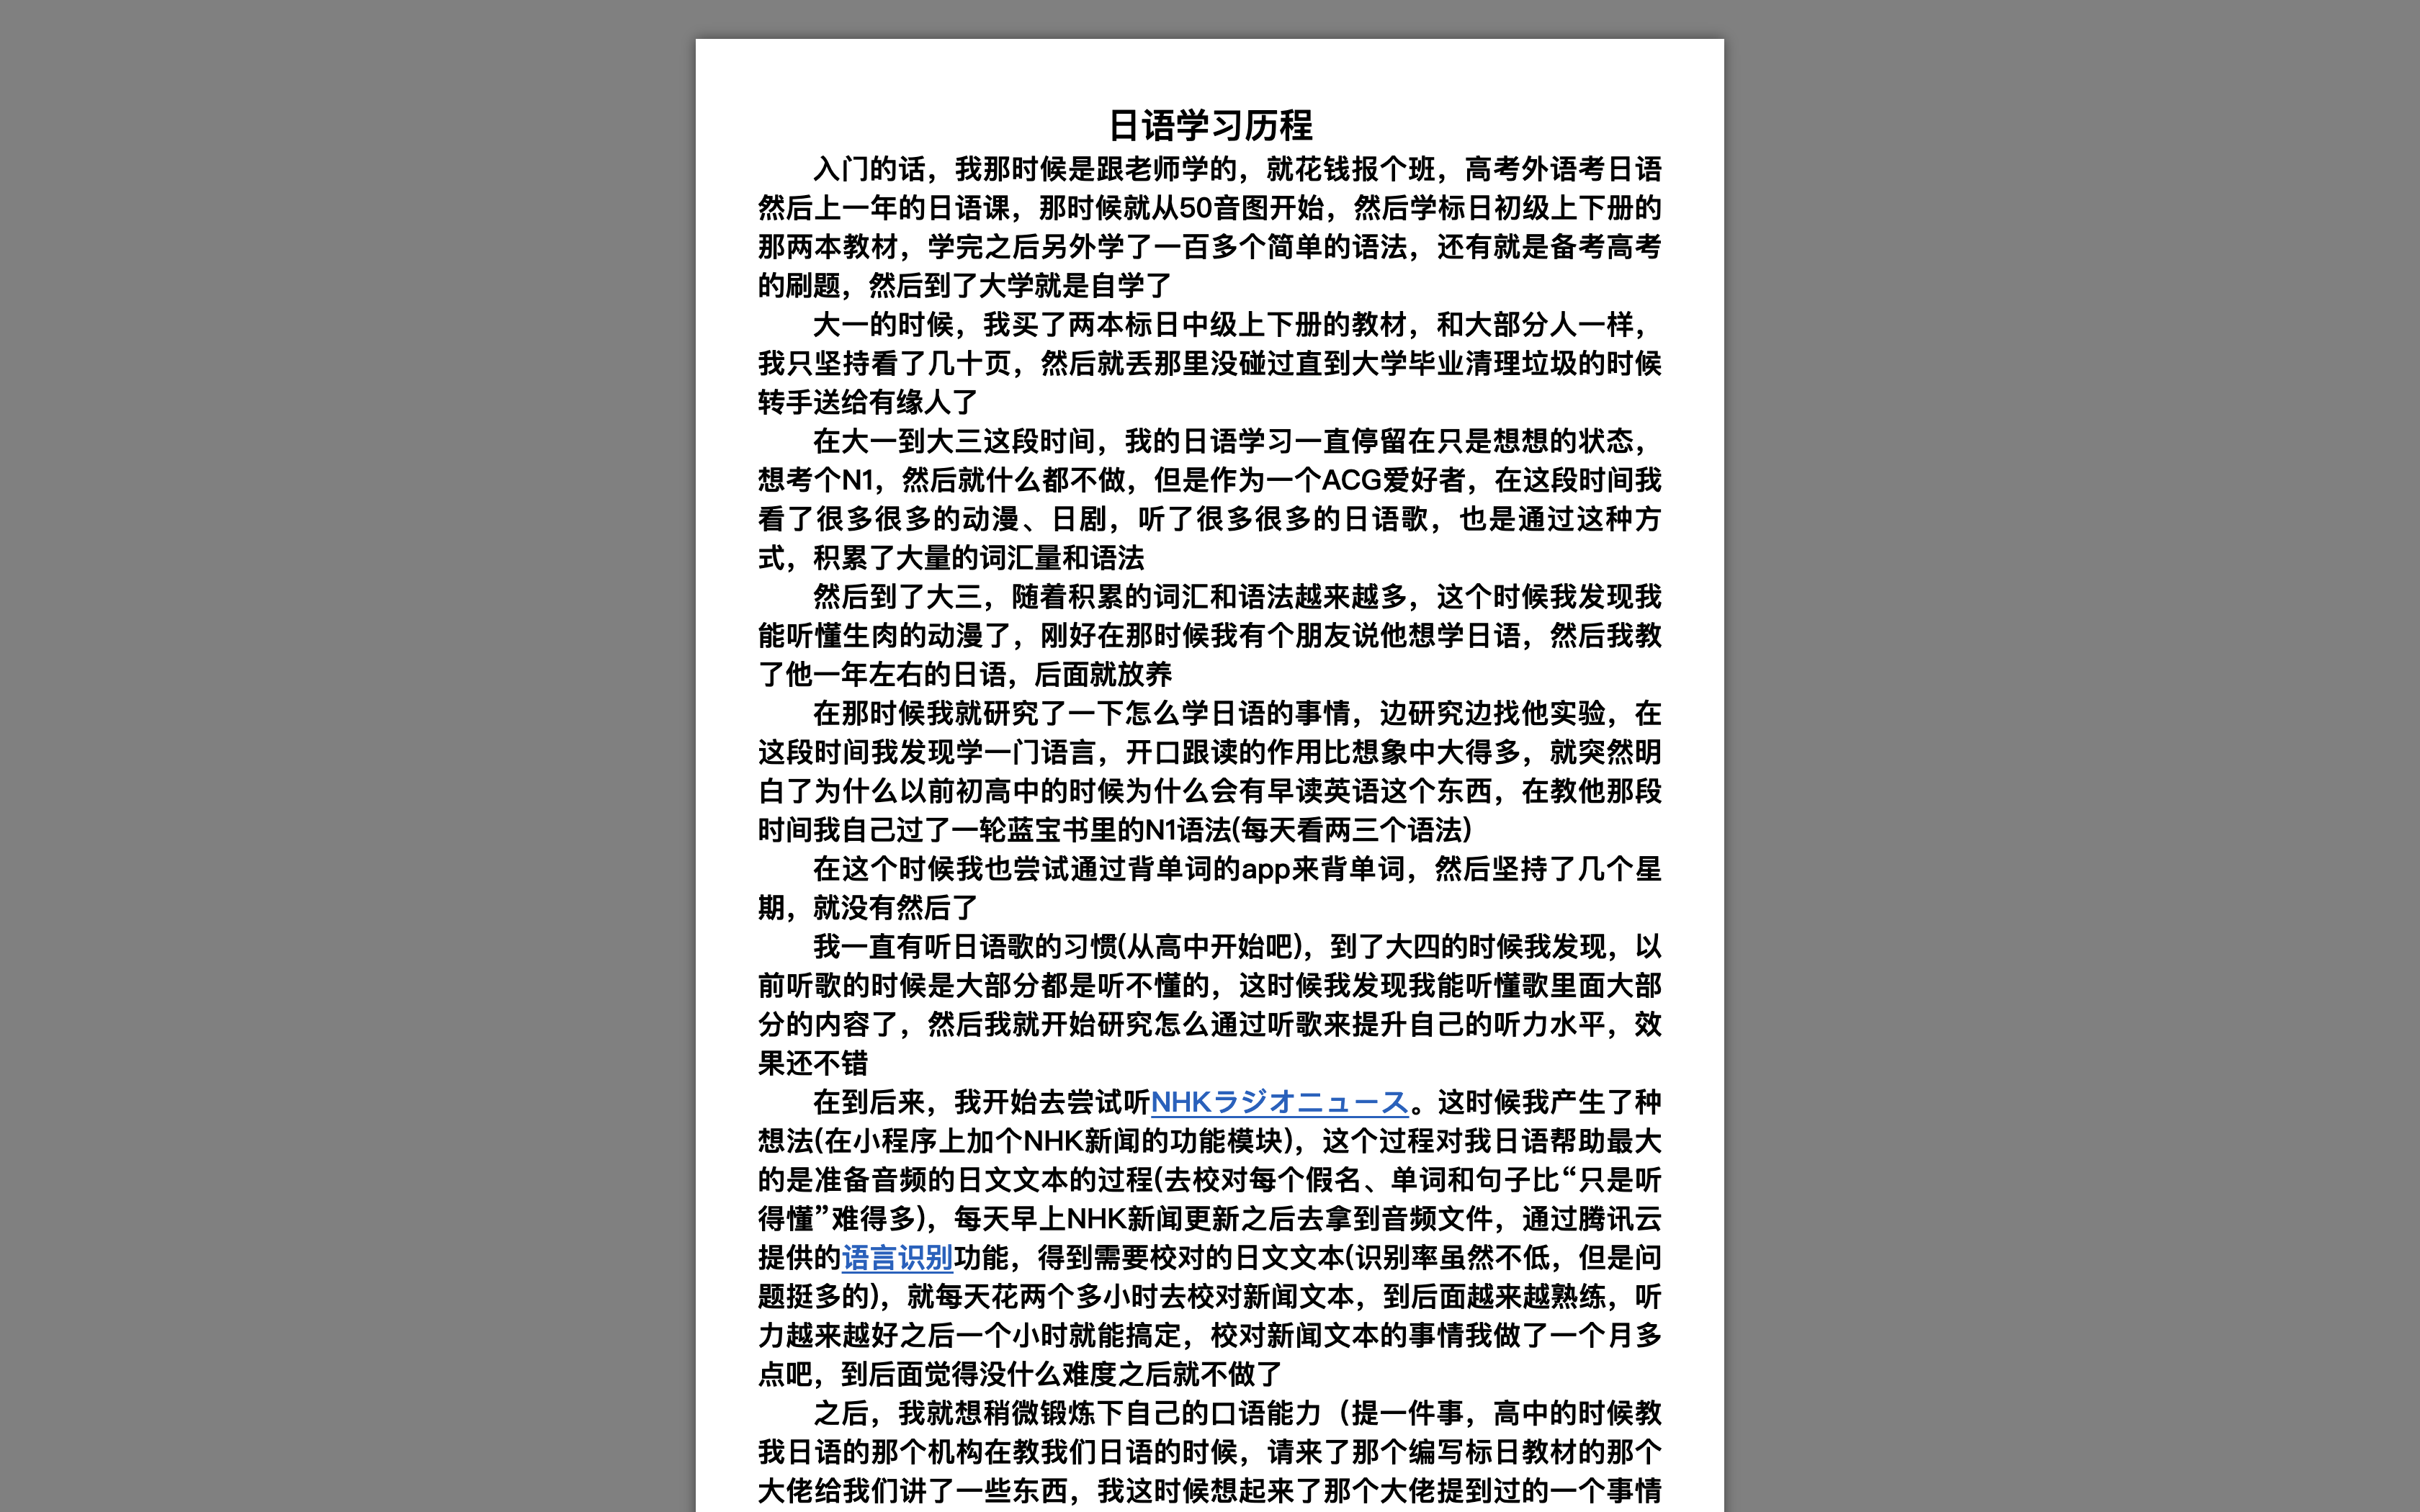 日语学习历程
入门的话，我那时候是跟老师学的，就花钱报个班，高考外语考日语
然后上一年的日语课，那时候就从50音图开始，然后学标日初级上下册的
那两本教材，学完之后另外学了一百多个简单的语法，还有就是备考高考
的刷题，然后到了大学就是自学了
大一的时候，我买了两本标日中级上下册的教材，和大部分人一样，
我只坚持看了几十页，然后就丢那里没碰过直到大学毕业清理垃圾的时候
转手送给有缘人了
在大一到大三这段时间，我的日语学习一直停留在只是想想的状态，
想考个N1，然后就什么都不做，但是作为一个ACG爱好者，在这段时间我
看了很多很多的动漫、日剧，听了很多很多的日语歌，也是通过这种方
式，积累了大量的词汇量和语法
然后到了大三，随着积累的词汇和语法越来越多，这个时候我发现我
能听懂生肉的动漫了，刚好在那时候我有个朋友说他想学日语，然后我教
了他一年左右的日语，后面就放养
在那时候我就研究了一下怎么学日语的事情，边研究边找他实验，在
这段时间我发现学一门语言，开口跟读的作用比想象中大得多，就突然明
白了为什么以前初高中的时候为什么会有早读英语这个东西，在教他那段
时间我自己过了一轮蓝宝书里的N1语法(每天看两三个语法)
在这个时候我也尝试通过背单词的app来背单词，然后坚持了几个星
期，就没有然后了
我一直有听日语歌的习惯(从高中开始吧)，到了大四的时候我发现，以
前听歌的时候是大部分都是听不懂的，这时候我发现我能听懂歌里面大部
分的内容了，然后我就开始研究怎么通过听歌来提升自己的听力水平，效
果还不错
在到后来，我开始去尝试听NHKラジオニュース。这时候我产生了种
想法(在小程序上加个NHK新闻的功能模块)，这个过程对我日语帮助最大
的是准备音频的日文文本的过程(去校对每个假名、单词和句子比“只是听
得懂”难得多)，每天早上NHK新闻更新之后去拿到音频文件，通过腾讯云
提供的语言识别功能，得到需要校对的日文文本(识别率虽然不低，但是问
题挺多的)，就每天花两个多小时去校对新闻文本，到后面越来越熟练，听
力越来越好之后一个小时就能搞定，校对新闻文本的事情我做了一个月多
点吧，到后面觉得没什么难度之后就不做了
之后，我就想稍微锻炼下自己的口语能力（提一件事，高中的时候教
我日语的那个机构在教我们日语的时候，请来了那个编写标日教材的那个
大佬给我们讲了一些东西，我这时候想起来了那个大佬提到过的一个事情